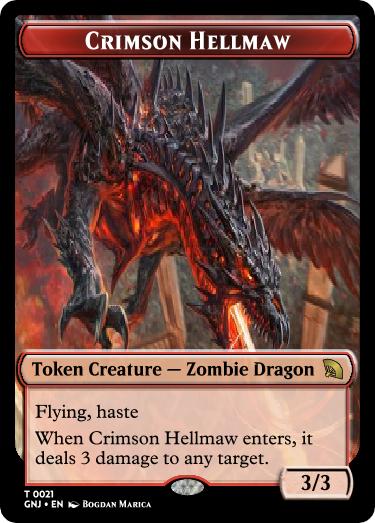 Crimson Hellmaw
Token Creature — Zombie Dragon
Flying, haste
When Crimson Hellmaw enters, it
deals 3 damage to any target.
3/3
T 0021
GNJ • EN Bogdan Marica